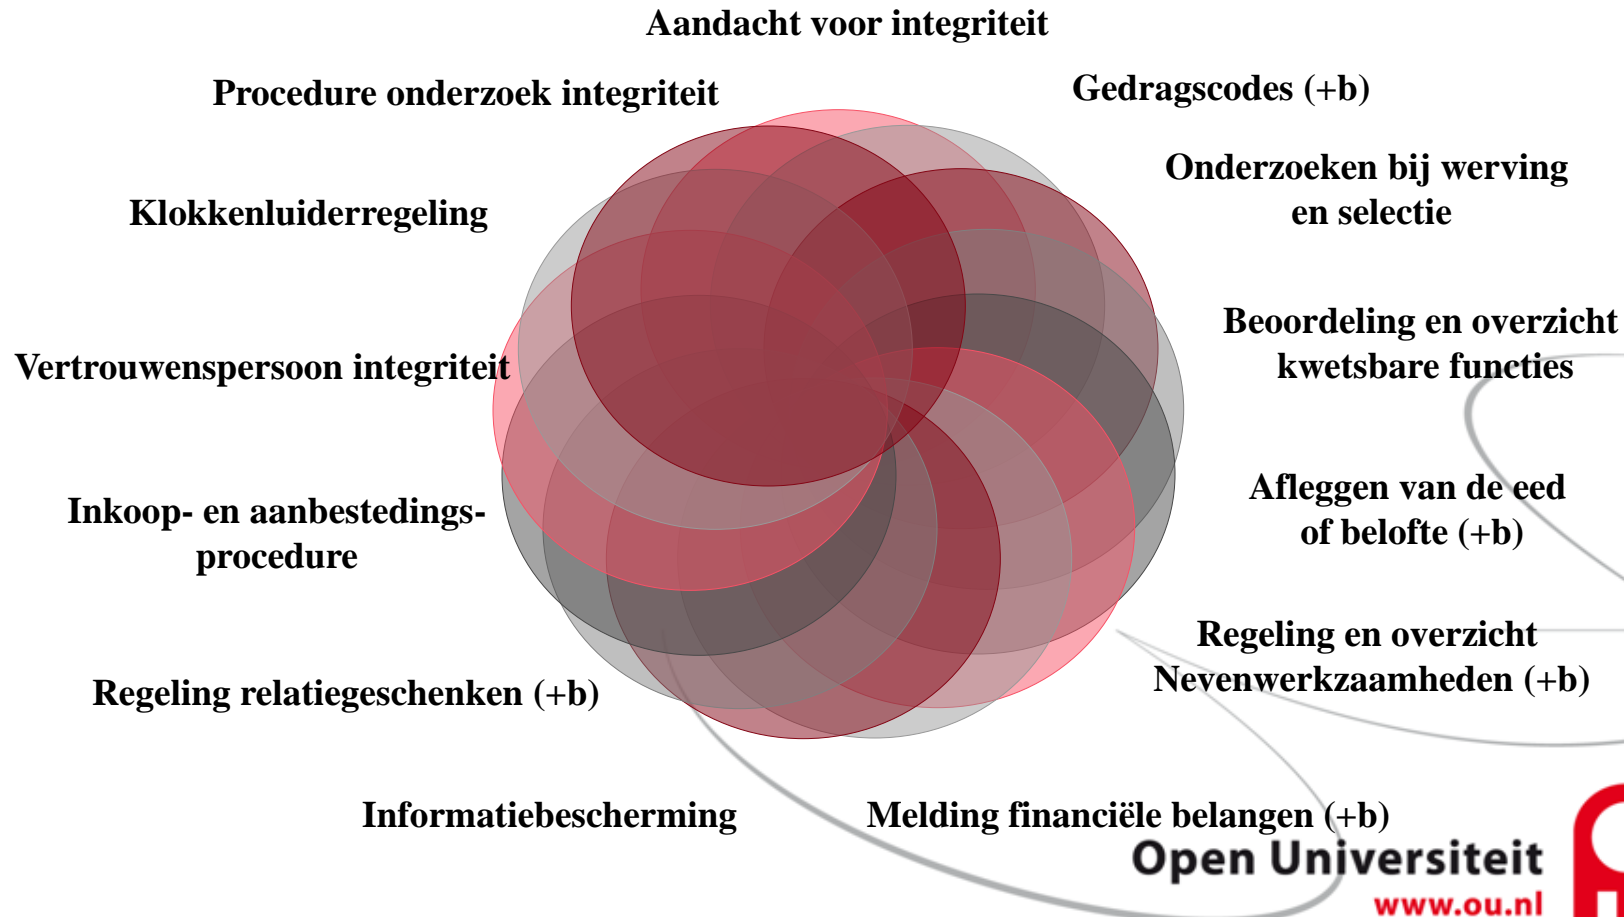 Aandacht voor integriteit
Procedure onderzoek integriteit
Gedragscodes (+b)
Onderzoeken bij werving
en selectie
Klokkenluiderregeling
Beoordeling en overzicht
kwetsbare functies
Vertrouwenspersoon integriteit
Afleggen van de eed
of belofte (+b)
Inkoop- en aanbestedings-
procedure
Regeling en overzicht
Nevenwerkzaamheden (+b)
Regeling relatiegeschenken (+b)
Informatiebescherming
Melding financiële belangen (+b)
Open Universiteit
www.ou.nl